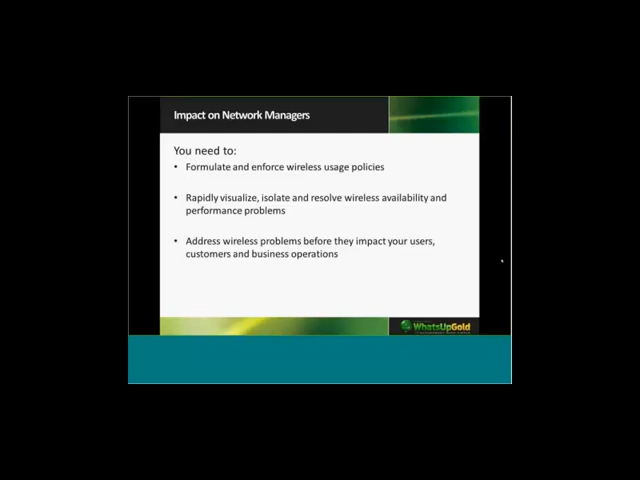 Impact on Network Managers
You need to:
• Formulate and enforce wireless usage policies
• Rapidly visualize, isolate and resolve wireless availability and
performance problems
• Address wireless problems before they impact your users,
customers and business operations
WhatsUpGold